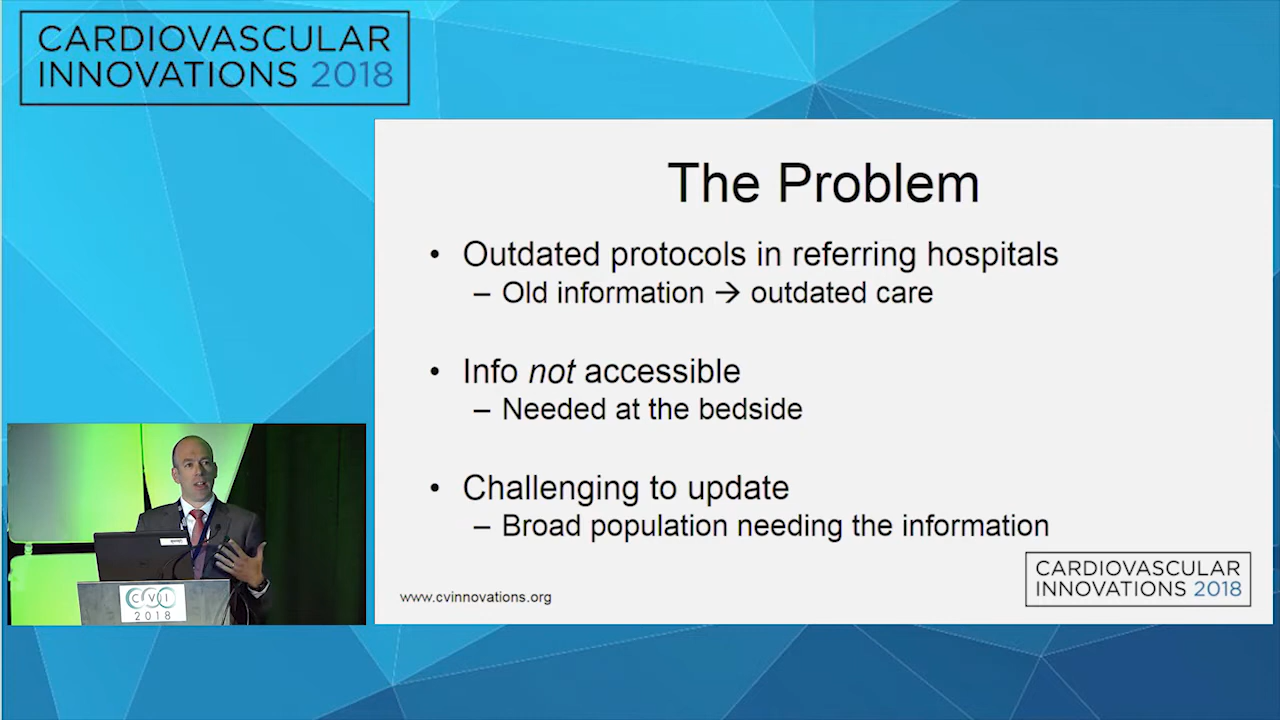 CARDIOVASCULAR
INNOVATIONS 2018
The Problem
• Outdated protocols in referring hospitals
– Old information → outdated care
• Info not accessible
– Needed at the bedside
• Challenging to update
– Broad population needing the information
www.cvinnovations.org
CARDIOVASCULAR
INNOVATIONS 2018
CVI
2018